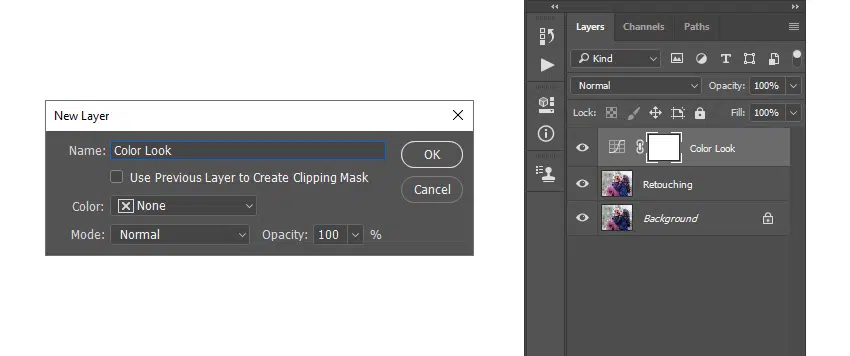 New Layer
Name: Color Look
OK
Use Previous Layer to Create Clipping Mask
Cancel
Color: None
Mode: Normal Opacity: 100 %
Layers Channels Paths
Kind
Normal Opacity: 100%
Lock: Fill: 100%
Color Look
Retouching
Background